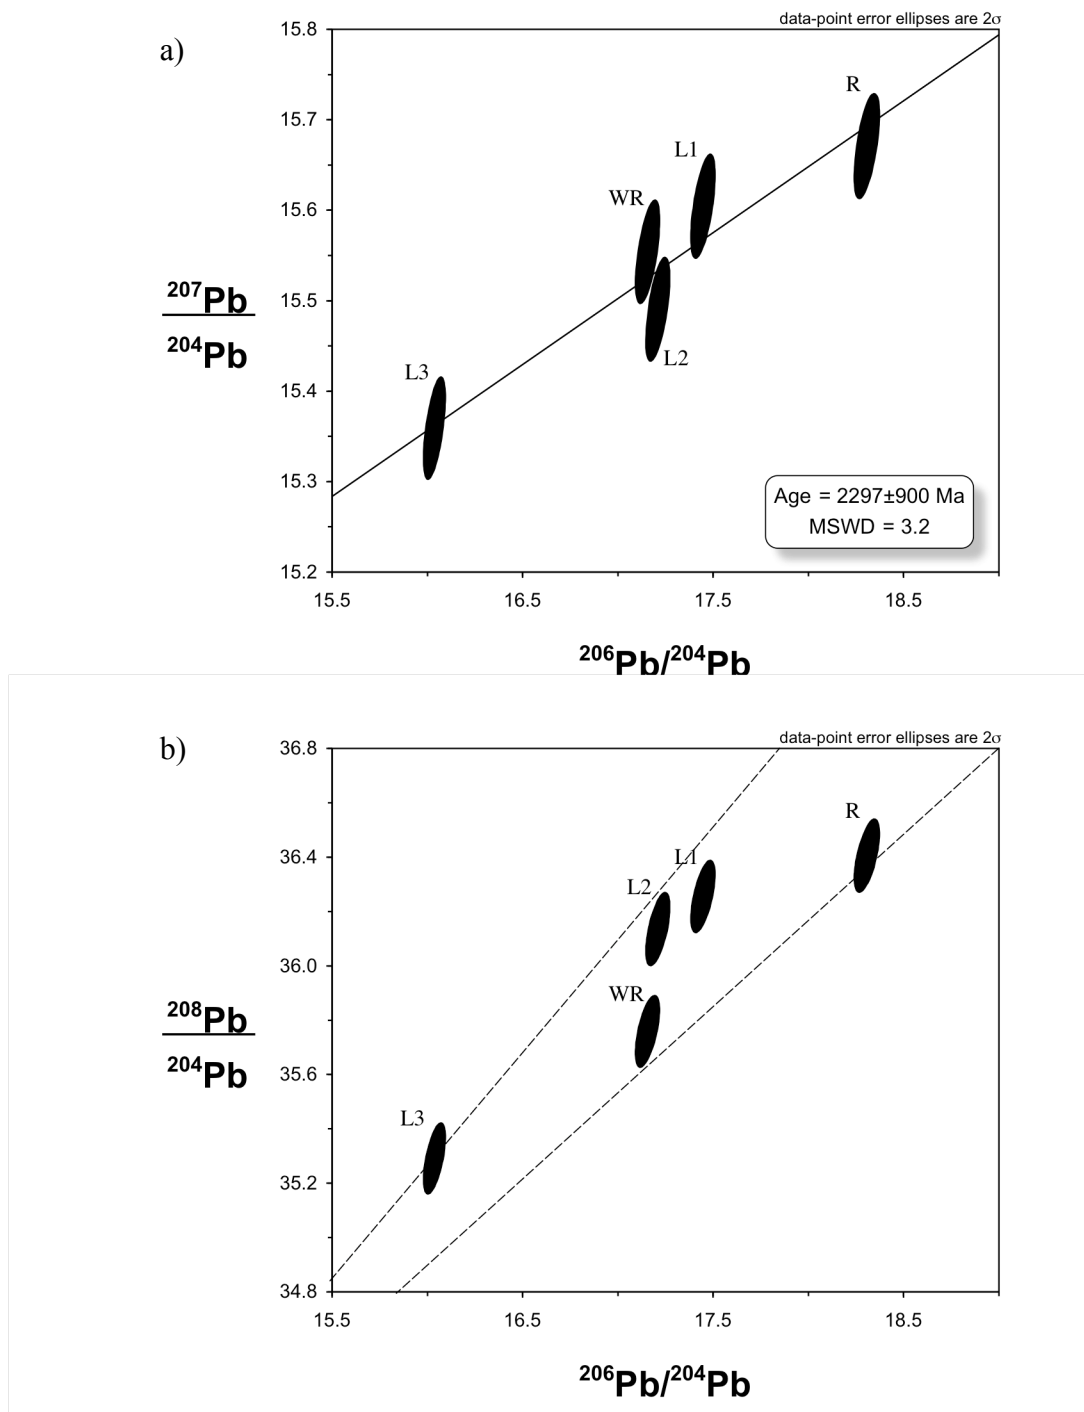 data-point error ellipses are 2σ
a)
15.8
15.7
15.6
15.5
15.4
15.3
15.2
R
L1
WR
L2
L3
207Pb
204Pb
Age = 2297±900 Ma
MSWD = 3.2
15.5 16.5 17.5 18.5
206Pb/204Pb
data-point error ellipses are 2σ
b)
36.8
36.4
36.0
35.6
35.2
34.8
R
L1
L2
WR
L3
208Pb
204Pb
15.5 16.5 17.5 18.5
206Pb/204Pb